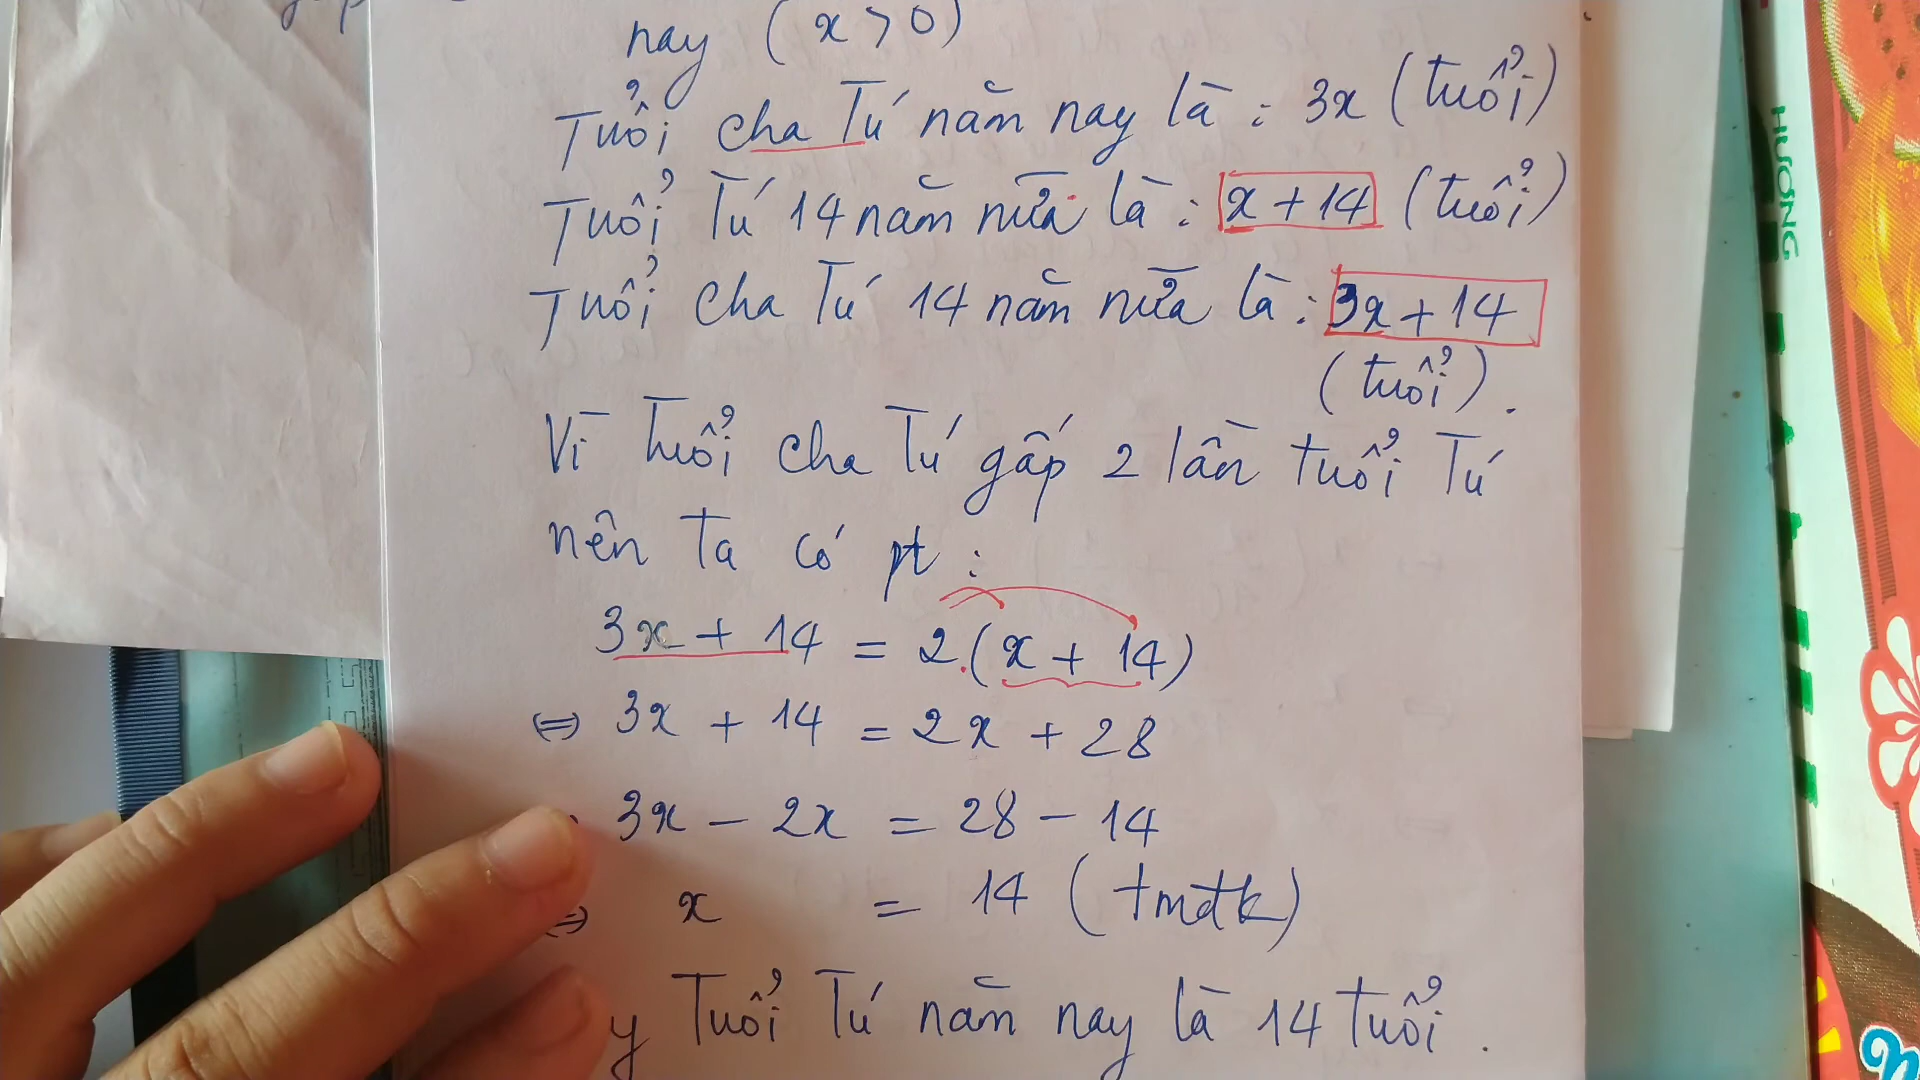 nay ( x > 0 )
Tuổi cha Tú năm nay là : 3x ( tuổi )
Tuổi Tú 14 năm nữa là : x + 14 ( tuổi )
Tuổi cha Tú 14 năm nữa là : 3x + 14
( tuổi ) .
Vì tuổi cha Tú gấp 2 lần tuổi Tú
nên ta có pt :
3x + 14 = 2.(x + 14)
⇔ 3x + 14 = 2x + 28
3x - 2x = 28 - 14
⇔ x = 14 ( tmđk )
y tuổi Tú năm nay là 14 tuổi .
HƯƠNG